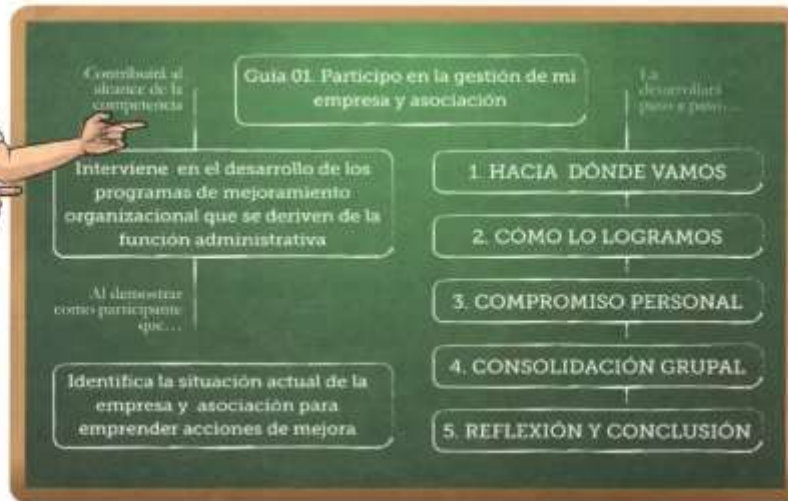 Guía 01. Participo en la gestión de mi
empresa y asociación
Contribuirá al
alcance de la
competencia
Interviene en el desarrollo de los
programas de mejoramiento
organizacional que se deriven de la
función administrativa
Al demostrar
como participante
que...
Identifica la situación actual de la
empresa y asociación para
emprender acciones de mejora
La
desarrollará
paso a paso...
1. HACIA DÓNDE VAMOS
2. CÓMO LO LOGRAMOS
3. COMPROMISO PERSONAL
4. CONSOLIDACIÓN GRUPAL
5. REFLEXIÓN Y CONCLUSIÓN